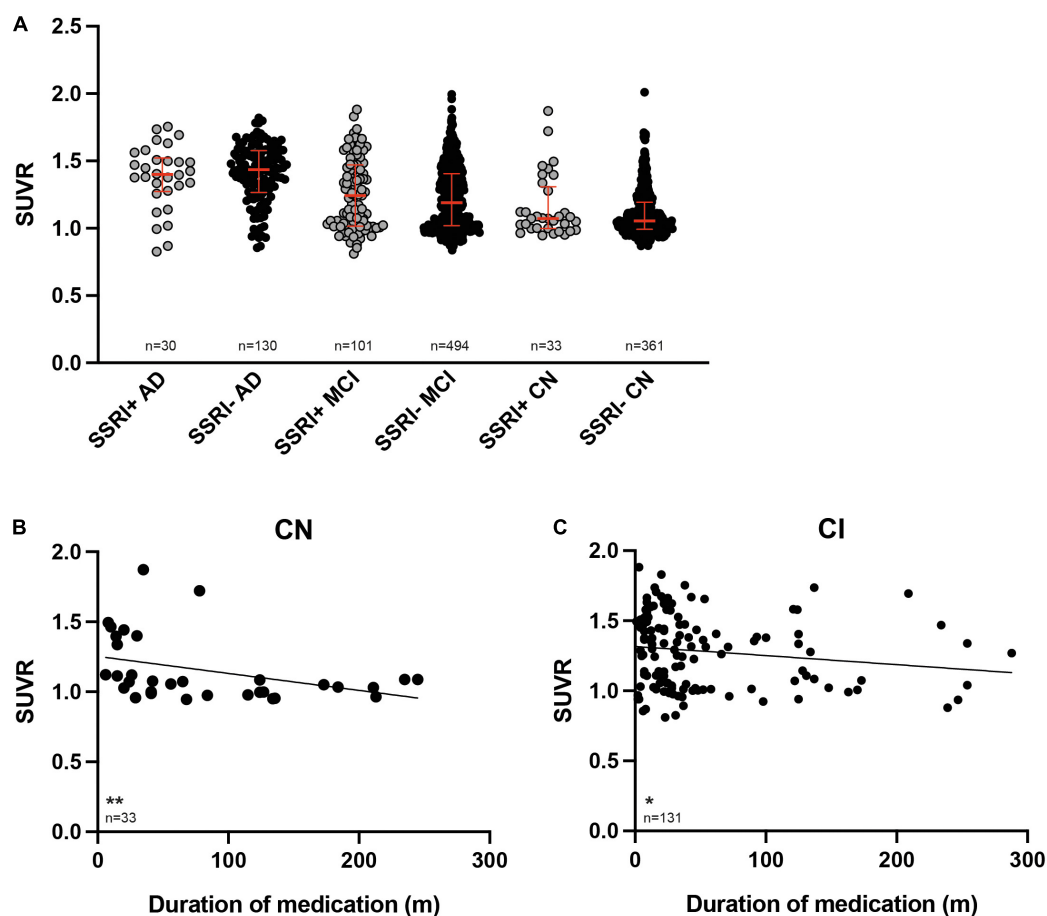 A
2.5
2.0
1.5
1.0
0.5
0.0
SUVR
n=30 n=130 n=101 n=494 n=33 n=361
SSRI+ AD SSRI- AD SSRI+ MCI SSRI- MCI SSRI+ CN SSRI- CN
B
CN
2.0
1.5
1.0
0.5
0.0
SUVR
**
n=33
0 100 200 300
Duration of medication (m)
C
CI
2.0
1.5
1.0
0.5
0.0
SUVR
*
n=131
0 100 200 300
Duration of medication (m)